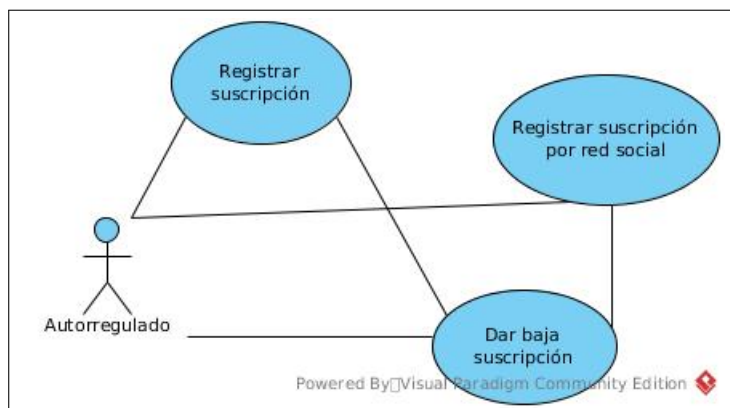 Registrar
suscripción
Registrar suscripción
por red social
Autorregulado
Dar baja
suscripción
Powered By▯Visual Paradigm Community Edition